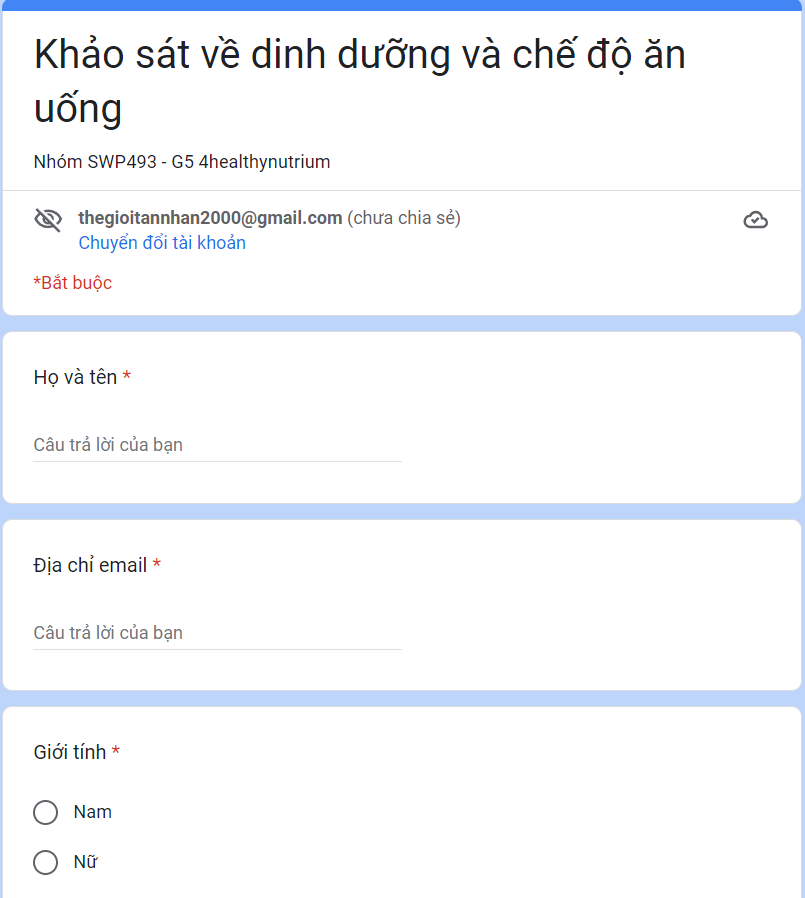 Khảo sát về dinh dưỡng và chế độ ăn
uống
Nhóm SWP493 - G5 4healthynutrium
thegioitannhan2000@gmail.com (chưa chia sẻ)
Chuyển đổi tài khoản
*Bắt buộc
Họ và tên *
Câu trả lời của bạn
Địa chỉ email *
Câu trả lời của bạn
Giới tính *
Nam
Nữ